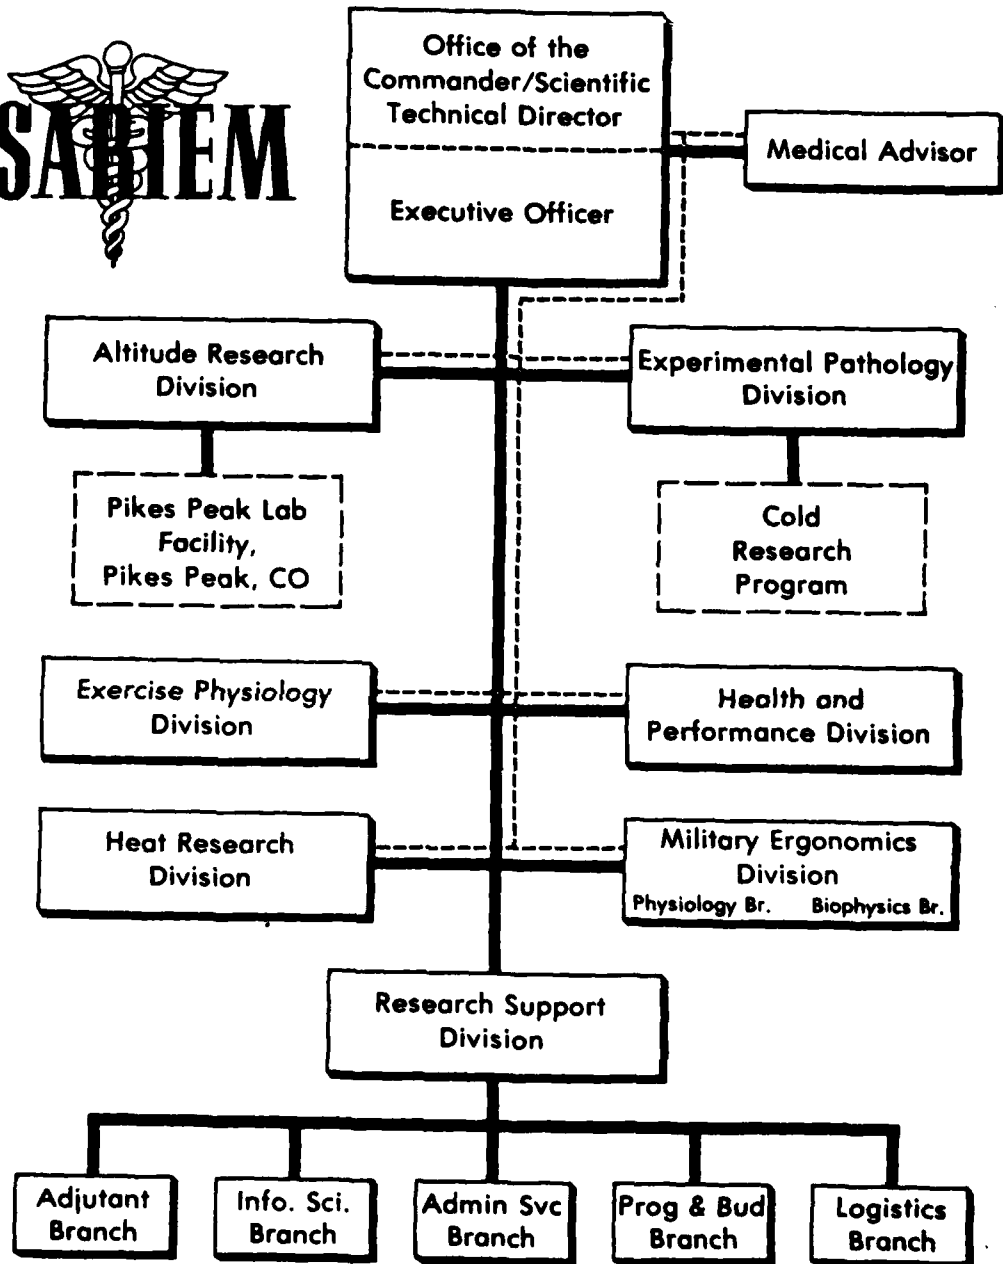 SARIEM
Office of the
Commander/Scientific
Technical Director
Executive Officer
Medical Advisor
Altitude Research
Division
Experimental Pathology
Division
Pikes Peak Lab
Facility,
Pikes Peak, CO
Cold
Research
Program
Exercise Physiology
Division
Health and
Performance Division
Heat Research
Division
Military Ergonomics
Division
Physiology Br. Biophysics Br.
Research Support
Division
Adjutant
Branch
Info. Sci.
Branch
Admin Svc
Branch
Prog & Bud
Branch
Logistics
Branch